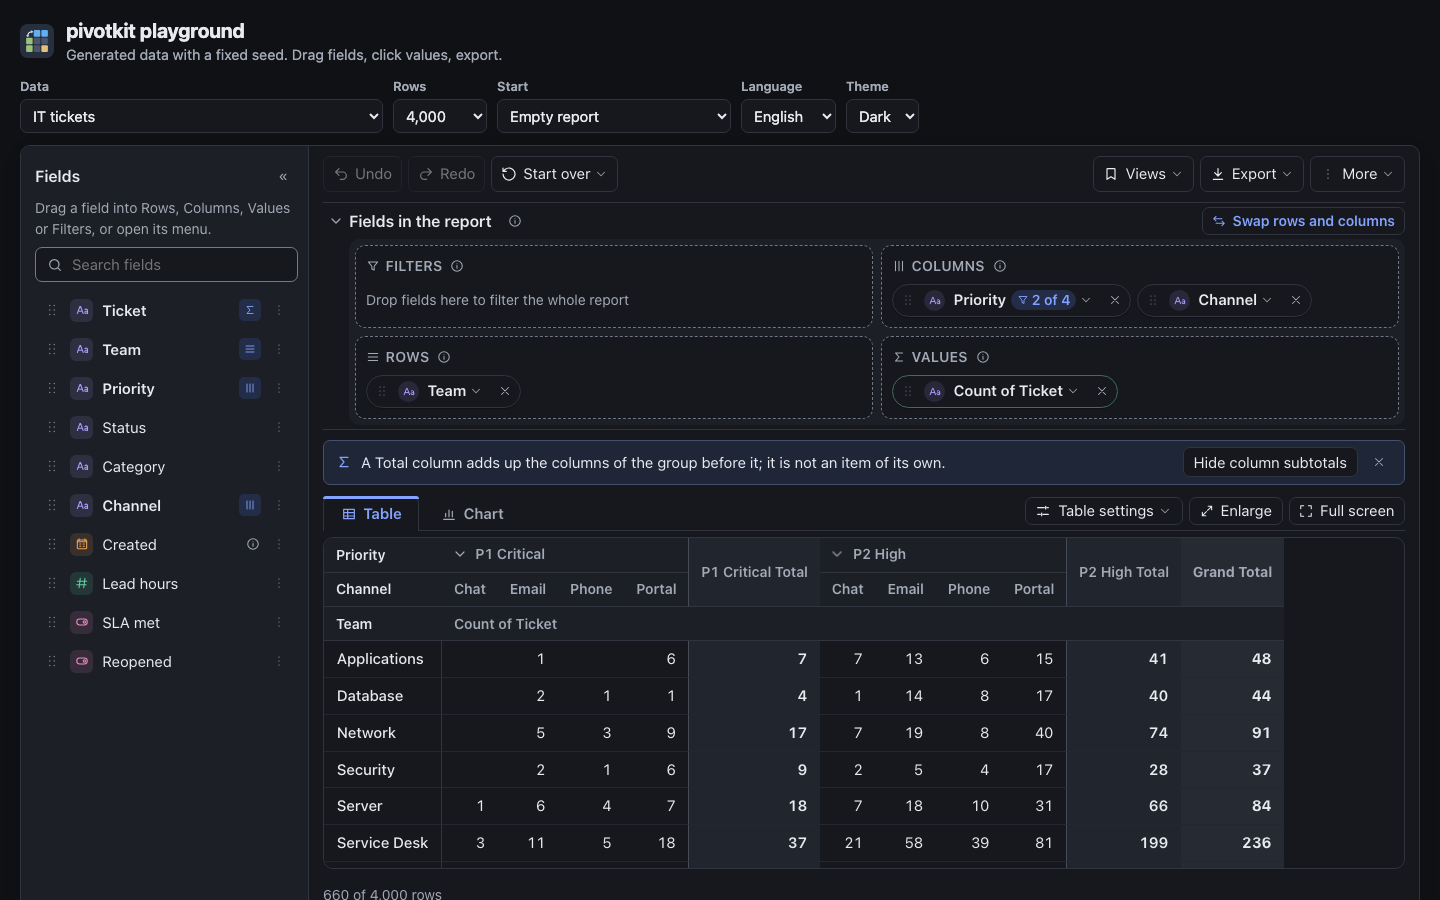 pivotkit playground
Generated data with a fixed seed. Drag fields, click values, export.
Data Rows Start Language Theme
IT tickets 4,000 Empty report English Dark
Fields «
Drag a field into Rows, Columns, Values
or Filters, or open its menu.
Search fields
Aa Ticket Σ
Aa Team
Aa Priority
Aa Status
Aa Category
Aa Channel
Created
# Lead hours
SLA met
Reopened
Undo Redo Start over Views Export More
Fields in the report Swap rows and columns
FILTERS
Drop fields here to filter the whole report
COLUMNS
Aa Priority 2 of 4 Aa Channel
ROWS
Aa Team
Σ VALUES
Aa Count of Ticket
Σ A Total column adds up the columns of the group before it; it is not an item of its own. Hide column subtotals
Table Chart Table settings Enlarge Full screen
Priority P1 Critical P1 Critical Total P2 High P2 High Total Grand Total
Channel Chat Email Phone Portal Chat Email Phone Portal
Team Count of Ticket
Applications 1 6 7 7 13 6 15 41 48
Database 2 1 1 4 1 14 8 17 40 44
Network 5 3 9 17 7 19 8 40 74 91
Security 2 1 6 9 2 5 4 17 28 37
Server 1 6 4 7 18 7 18 10 31 66 84
Service Desk 3 11 5 18 37 21 58 39 81 199 236
660 of 4,000 rows